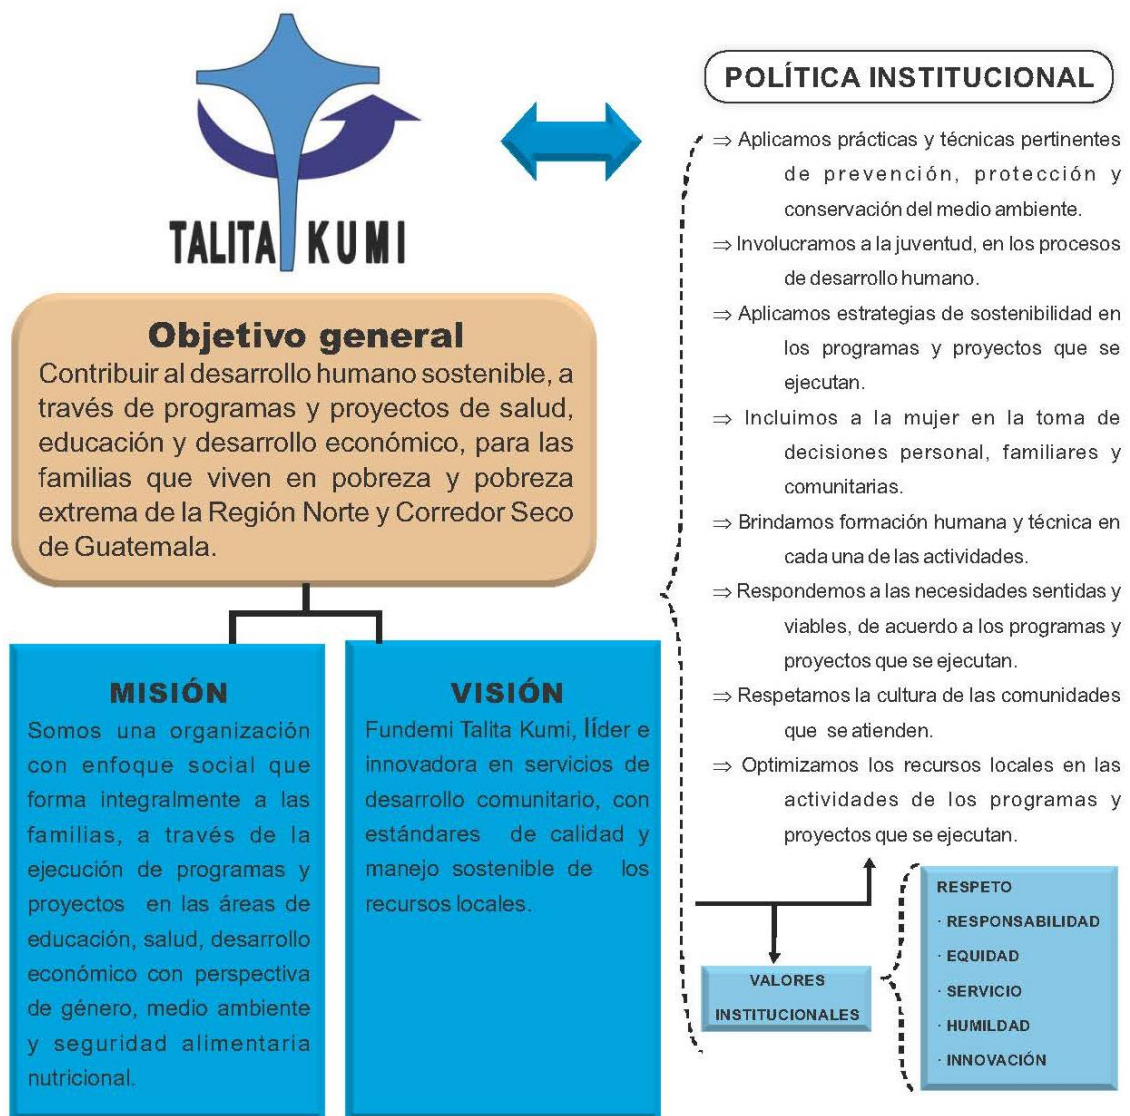 TALITA KUMI
Objetivo general
Contribuir al desarrollo humano sostenible, a
través de programas y proyectos de salud,
educación y desarrollo económico, para las
familias que viven en pobreza y pobreza
extrema de la Región Norte y Corredor Seco
de Guatemala.
MISIÓN
Somos una organización
con enfoque social que
forma integralmente a las
familias, a través de la
ejecución de programas y
proyectos en las áreas de
educación, salud, desarrollo
económico con perspectiva
de género, medio ambiente
y seguridad alimentaria
nutricional.
VISIÓN
Fundemi Talita Kumi, líder e
innovadora en servicios de
desarrollo comunitario, con
estándares de calidad y
manejo sostenible de los
recursos locales.
POLÍTICA INSTITUCIONAL
⇒ Aplicamos prácticas y técnicas pertinentes
de prevención, protección y
conservación del medio ambiente.
⇒ Involucramos a la juventud, en los procesos
de desarrollo humano.
⇒ Aplicamos estrategias de sostenibilidad en
los programas y proyectos que se
ejecutan.
⇒ Incluimos a la mujer en la toma de
decisiones personal, familiares y
comunitarias.
⇒ Brindamos formación humana y técnica en
cada una de las actividades.
⇒ Respondemos a las necesidades sentidas y
viables, de acuerdo a los programas y
proyectos que se ejecutan.
⇒ Respetamos la cultura de las comunidades
que se atienden.
⇒ Optimizamos los recursos locales en las
actividades de los programas y
proyectos que se ejecutan.
VALORES
INSTITUCIONALES
RESPETO
· RESPONSABILIDAD
· EQUIDAD
· SERVICIO
· HUMILDAD
· INNOVACIÓN